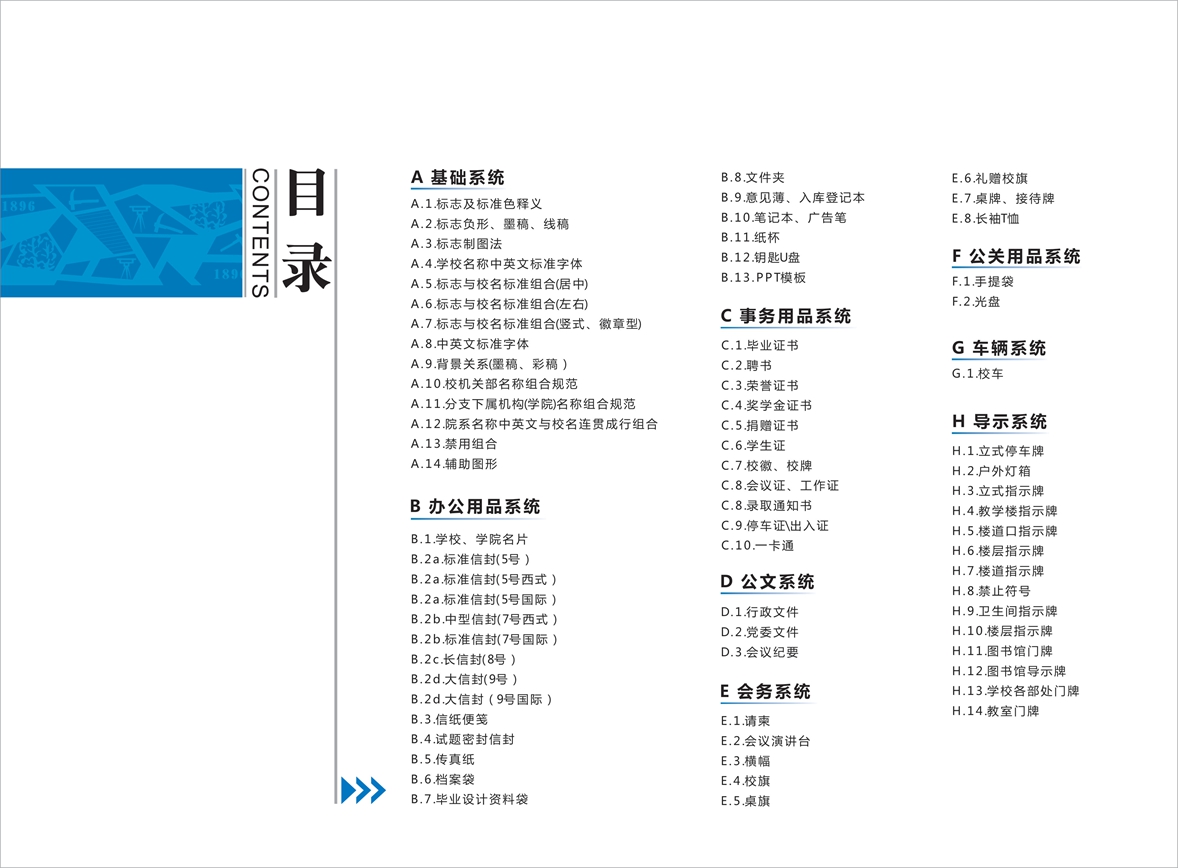 1896
1896
CONTENTS
目录
A 基础系统
A.1.标志及标准色释义
A.2.标志负形、墨稿、线稿
A.3.标志制图法
A.4.学校名称中英文标准字体
A.5.标志与校名标准组合(居中)
A.6.标志与校名标准组合(左右)
A.7.标志与校名标准组合(竖式、徽章型)
A.8.中英文标准字体
A.9.背景关系(墨稿、彩稿）
A.10.校机关部名称组合规范
A.11.分支下属机构(学院)名称组合规范
A.12.院系名称中英文与校名连贯成行组合
A.13.禁用组合
A.14.辅助图形
B 办公用品系统
B.1.学校、学院名片
B.2a.标准信封(5号）
B.2a.标准信封(5号西式）
B.2a.标准信封(5号国际）
B.2b.中型信封(7号西式）
B.2b.标准信封(7号国际）
B.2c.长信封(8号）
B.2d.大信封(9号）
B.2d.大信封（9号国际）
B.3.信纸便笺
B.4.试题密封信封
B.5.传真纸
B.6.档案袋
B.7.毕业设计资料袋
B.8.文件夹
B.9.意见薄、入库登记本
B.10.笔记本、广告笔
B.11.纸杯
B.12.钥匙U盘
B.13.PPT模板
C 事务用品系统
C.1.毕业证书
C.2.聘书
C.3.荣誉证书
C.4.奖学金证书
C.5.捐赠证书
C.6.学生证
C.7.校徽、校牌
C.8.会议证、工作证
C.8.录取通知书
C.9.停车证\出入证
C.10.一卡通
D 公文系统
D.1.行政文件
D.2.党委文件
D.3.会议纪要
E 会务系统
E.1.请柬
E.2.会议演讲台
E.3.横幅
E.4.校旗
E.5.桌旗
E.6.礼赠校旗
E.7.桌牌、接待牌
E.8.长袖T恤
F 公关用品系统
F.1.手提袋
F.2.光盘
G 车辆系统
G.1.校车
H 导示系统
H.1.立式停车牌
H.2.户外灯箱
H.3.立式指示牌
H.4.教学楼指示牌
H.5.楼道口指示牌
H.6.楼层指示牌
H.7.楼道指示牌
H.8.禁止符号
H.9.卫生间指示牌
H.10.楼层指示牌
H.11.图书馆门牌
H.12.图书馆导示牌
H.13.学校各部处门牌
H.14.教室门牌